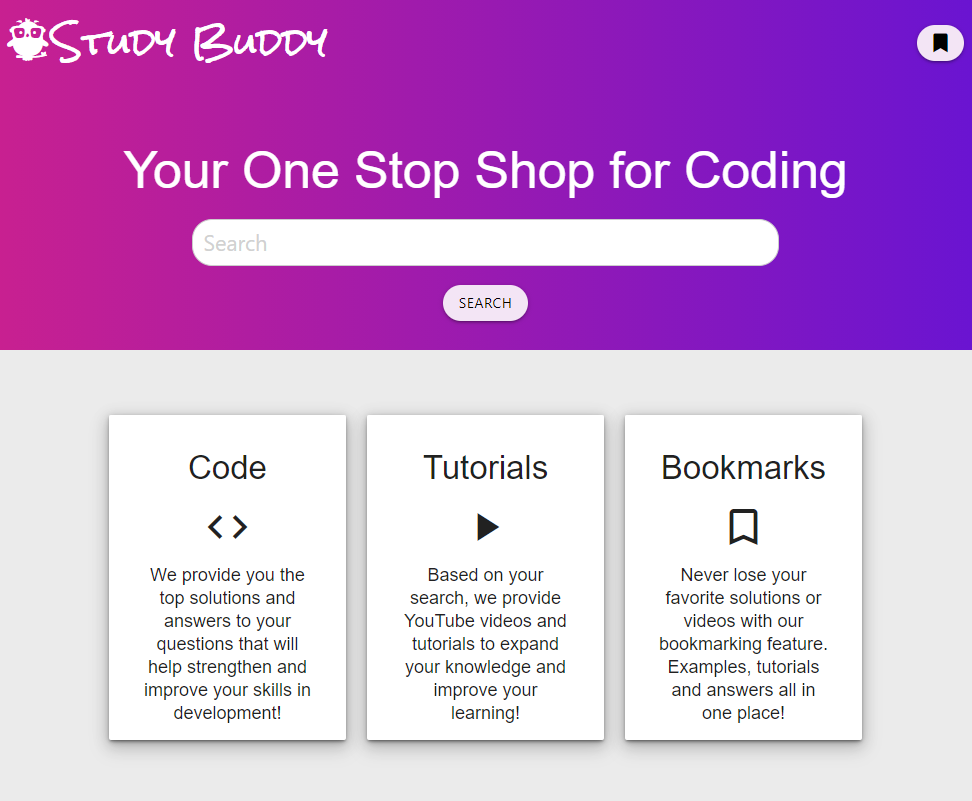 Study Buddy
Your One Stop Shop for Coding
Search
SEARCH
Code
We provide you the
top solutions and
answers to your
questions that will
help strengthen and
improve your skills in
development!
Tutorials
Based on your
search, we provide
YouTube videos and
tutorials to expand
your knowledge and
improve your
learning!
Bookmarks
Never lose your
favorite solutions or
videos with our
bookmarking feature.
Examples, tutorials
and answers all in
one place!